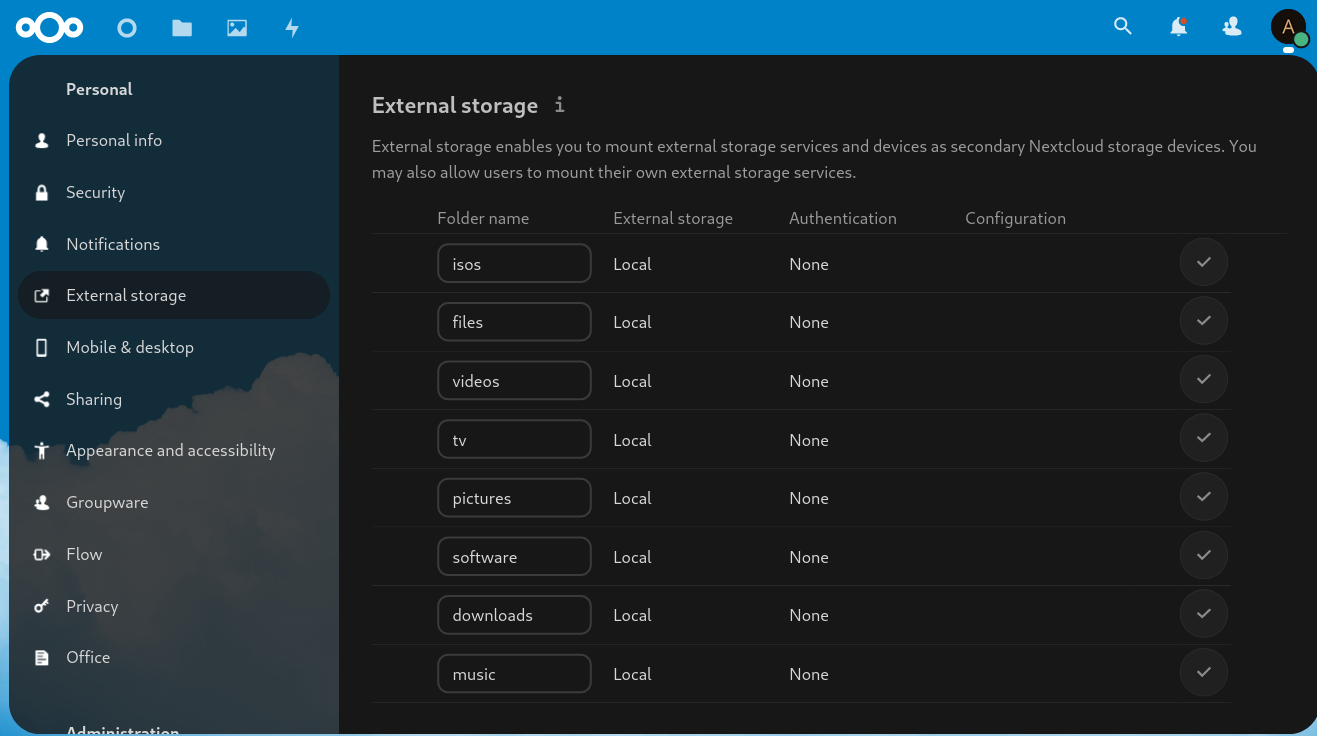 A
Personal
Personal info
Security
Notifications
External storage
Mobile & desktop
Sharing
Appearance and accessibility
Groupware
Flow
Privacy
Office
Administration
External storage
External storage enables you to mount external storage services and devices as secondary Nextcloud storage devices. You
may also allow users to mount their own external storage services.
Folder name External storage Authentication Configuration
isos Local None
files Local None
videos Local None
tv Local None
pictures Local None
software Local None
downloads Local None
music Local None